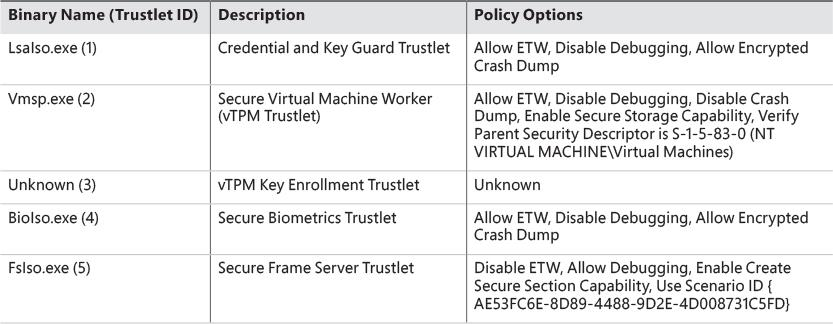 Binary Name (Trustlet ID) Description Policy Options
LsaIso.exe (1) Credential and Key Guard Trustlet Allow ETW, Disable Debugging, Allow Encrypted
Crash Dump
Vmsp.exe (2) Secure Virtual Machine Worker Allow ETW, Disable Debugging, Disable Crash
(vTPM Trustlet) Dump, Enable Secure Storage Capability, Verify
Parent Security Descriptor is S-1-5-83-0 (NT
VIRTUAL MACHINE\Virtual Machines)
Unknown (3) vTPM Key Enrollment Trustlet Unknown
BioIso.exe (4) Secure Biometrics Trustlet Allow ETW, Disable Debugging, Allow Encrypted
Crash Dump
FsIso.exe (5) Secure Frame Server Trustlet Disable ETW, Allow Debugging, Enable Create
Secure Section Capability, Use Scenario ID {
AE53FC6E-8D89-4488-9D2E-4D008731C5FD}